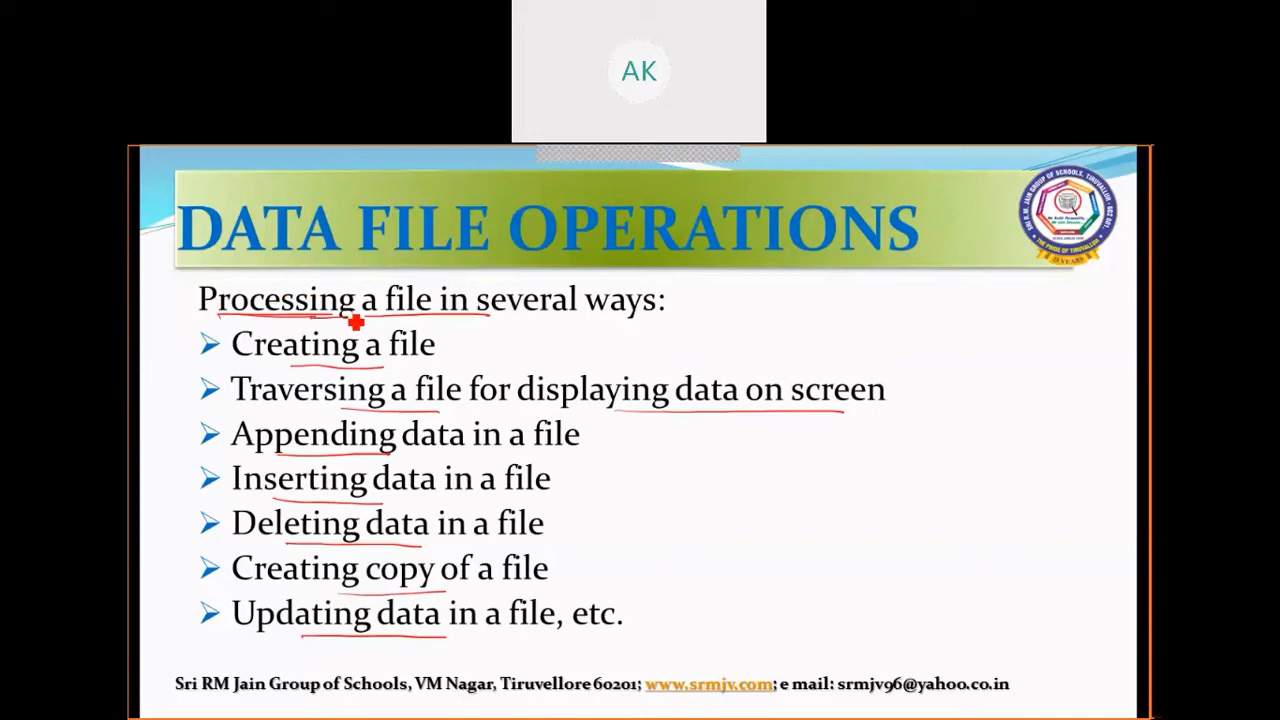 AK
DATA FILE OPERATIONS
Processing a file in several ways:
Creating a file
Traversing a file for displaying data on screen
Appending data in a file
Inserting data in a file
Deleting data in a file
Creating copy of a file
Updating data in a file, etc.
Sri RM Jain Group of Schools, VM Nagar, Tiruvellore 60201; www.srmjv.com; e mail: srmjv96@yahoo.co.in